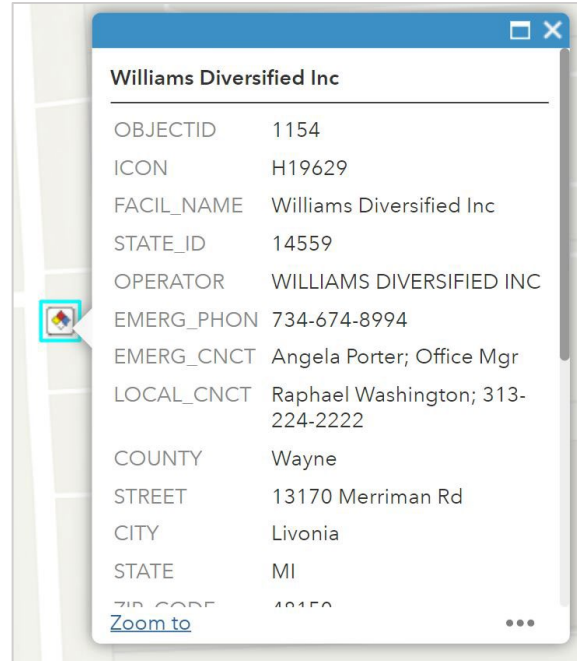 Williams Diversified Inc
OBJECTID 1154
ICON H19629
FACIL_NAME Williams Diversified Inc
STATE_ID 14559
OPERATOR WILLIAMS DIVERSIFIED INC
EMERG_PHON 734-674-8994
EMERG_CNCT Angela Porter; Office Mgr
LOCAL_CNCT Raphael Washington; 313-
224-2222
COUNTY Wayne
STREET 13170 Merriman Rd
CITY Livonia
STATE MI
ZIP_CODE 48150
Zoom to